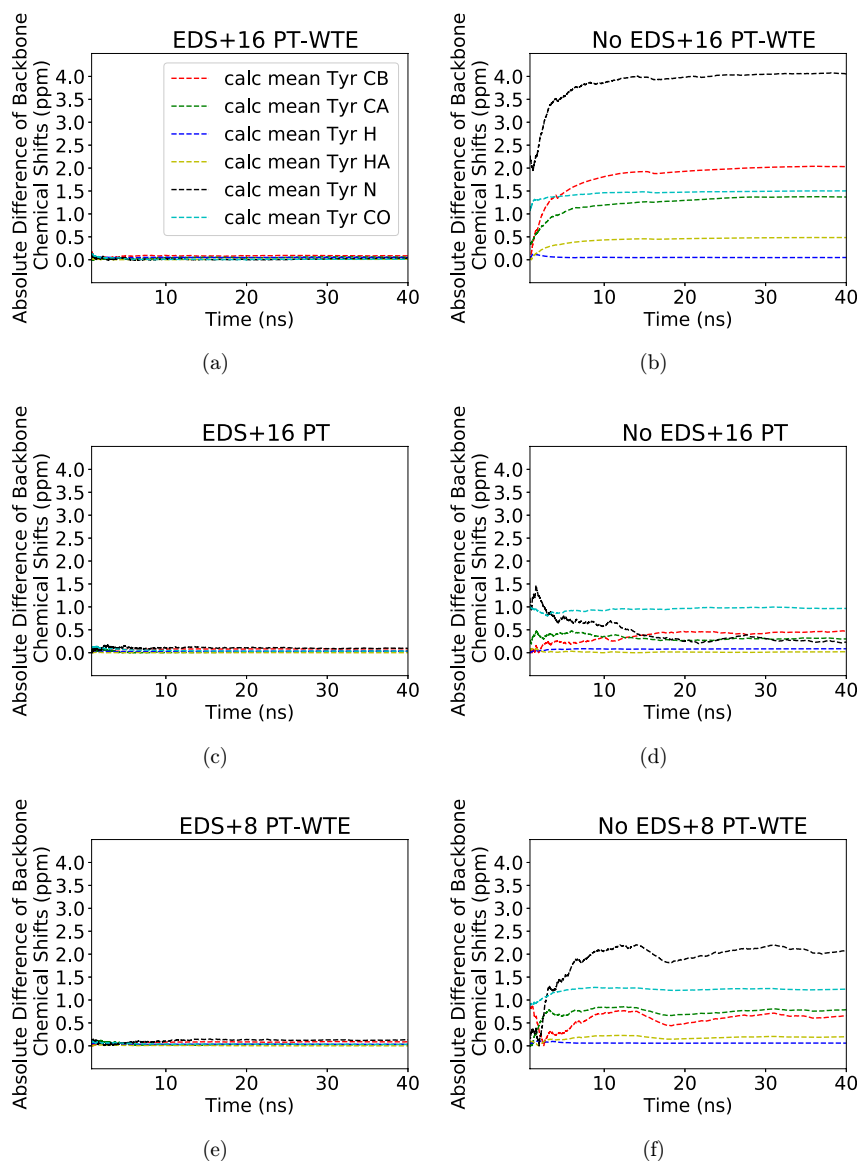 EDS+16 PT-WTE
Absolute Difference of Backbone
Chemical Shifts (ppm)
4.0
3.5
3.0
2.5
2.0
1.5
1.0
0.5
0.0
calc mean Tyr CB
calc mean Tyr CA
calc mean Tyr H
calc mean Tyr HA
calc mean Tyr N
calc mean Tyr CO
10 20 30 40
Time (ns)
(a)
No EDS+16 PT-WTE
Absolute Difference of Backbone
Chemical Shifts (ppm)
4.0
3.5
3.0
2.5
2.0
1.5
1.0
0.5
0.0
10 20 30 40
Time (ns)
(b)
EDS+16 PT
Absolute Difference of Backbone
Chemical Shifts (ppm)
4.0
3.5
3.0
2.5
2.0
1.5
1.0
0.5
0.0
10 20 30 40
Time (ns)
(c)
No EDS+16 PT
Absolute Difference of Backbone
Chemical Shifts (ppm)
4.0
3.5
3.0
2.5
2.0
1.5
1.0
0.5
0.0
10 20 30 40
Time (ns)
(d)
EDS+8 PT-WTE
Absolute Difference of Backbone
Chemical Shifts (ppm)
4.0
3.5
3.0
2.5
2.0
1.5
1.0
0.5
0.0
10 20 30 40
Time (ns)
(e)
No EDS+8 PT-WTE
Absolute Difference of Backbone
Chemical Shifts (ppm)
4.0
3.5
3.0
2.5
2.0
1.5
1.0
0.5
0.0
10 20 30 40
Time (ns)
(f)